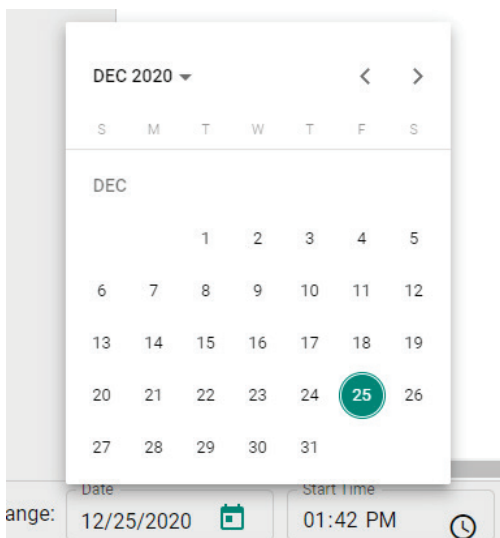 DEC 2020
S M T W T F S
DEC
1 2 3 4 5
6 7 8 9 10 11 12
13 14 15 16 17 18 19
20 21 22 23 24 25 26
27 28 29 30 31
Date Start Time
ange: 12/25/2020 01:42 PM